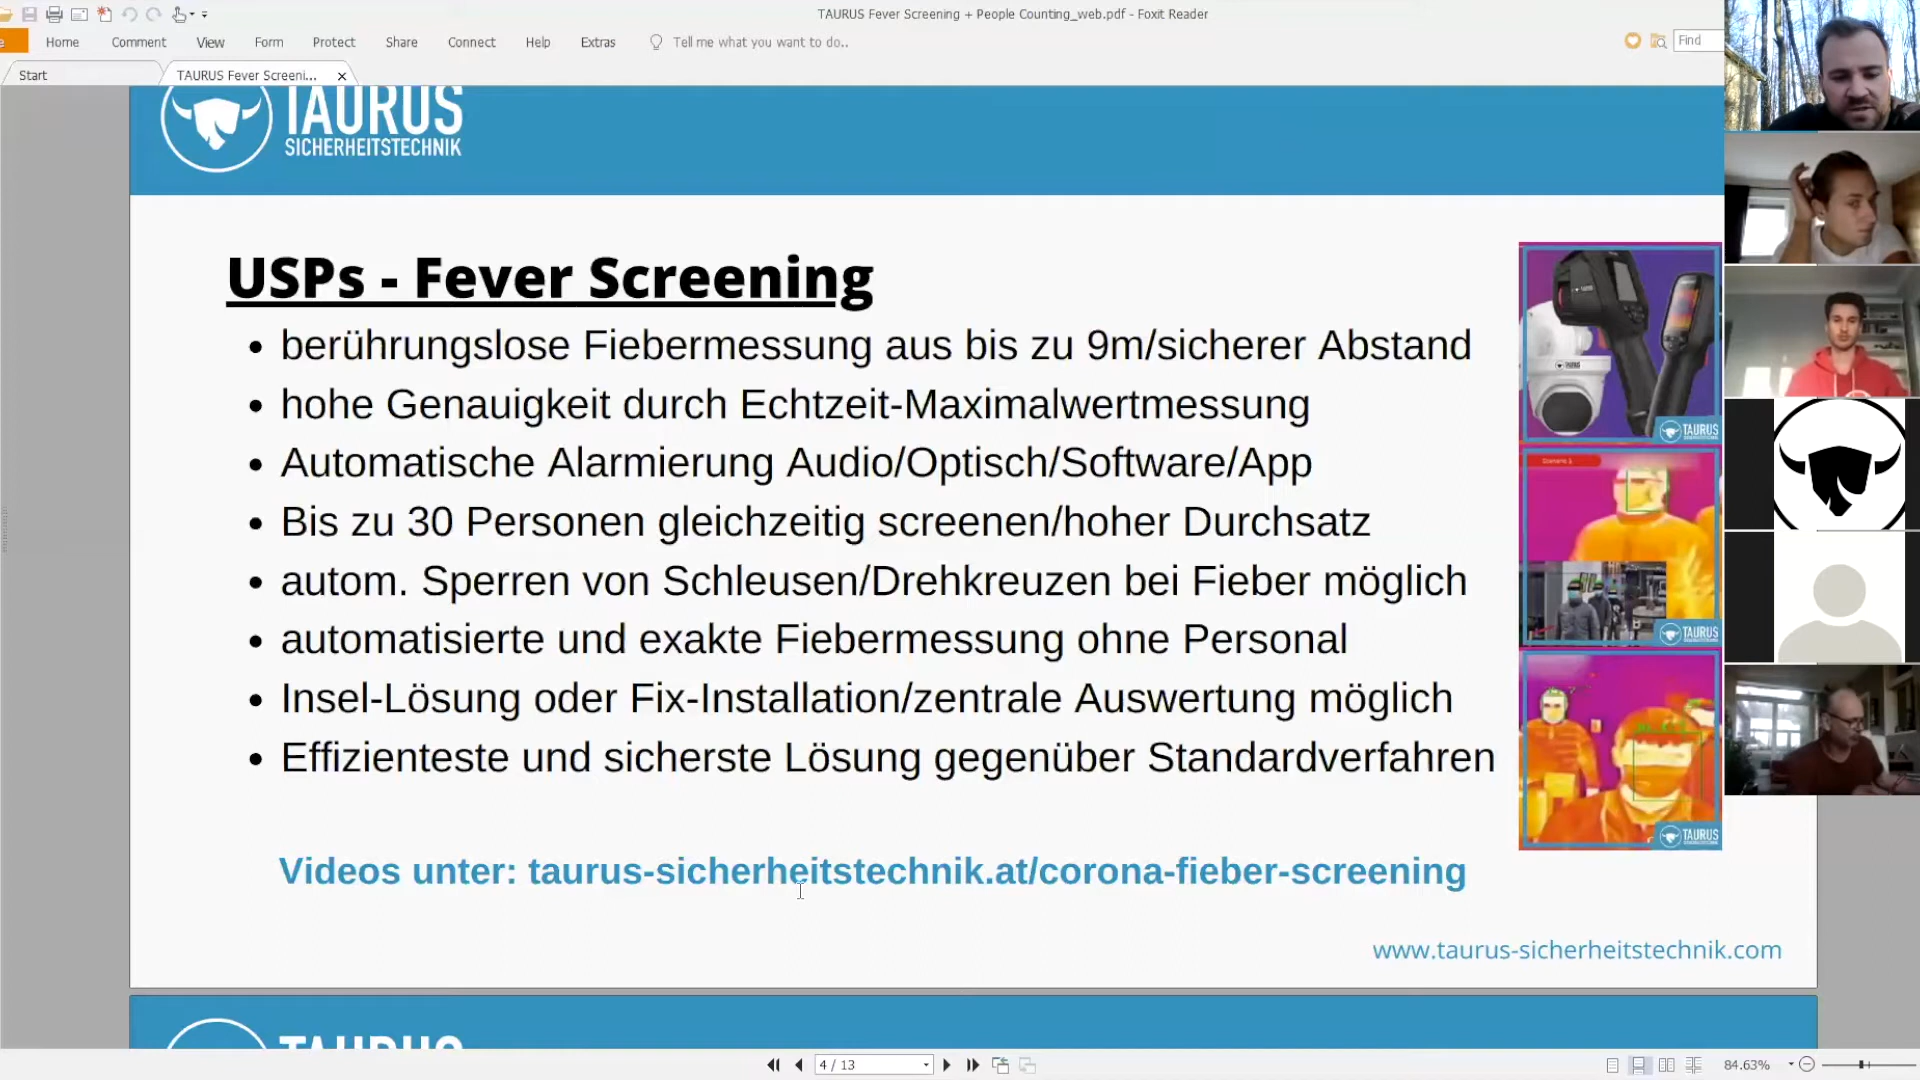 TAURUS Fever Screening + People Counting_web.pdf - Foxit Reader
Home Comment View Form Protect Share Connect Help Extras Tell me what you want to do.. Find
Start TAURUS Fever Screeni... ×
TAURUS
SICHERHEITSTECHNIK
USPs - Fever Screening
• berührungslose Fiebermessung aus bis zu 9m/sicherer Abstand
• hohe Genauigkeit durch Echtzeit-Maximalwertmessung
• Automatische Alarmierung Audio/Optisch/Software/App
• Bis zu 30 Personen gleichzeitig screenen/hoher Durchsatz
• autom. Sperren von Schleusen/Drehkreuzen bei Fieber möglich
• automatisierte und exakte Fiebermessung ohne Personal
• Insel-Lösung oder Fix-Installation/zentrale Auswertung möglich
• Effizienteste und sicherste Lösung gegenüber Standardverfahren
TAURUS
TAURUS
TAURUS
Videos unter: taurus-sicherheitstechnik.at/corona-fieber-screening
www.taurus-sicherheitstechnik.com
TAURUS
4 / 13
84.63%